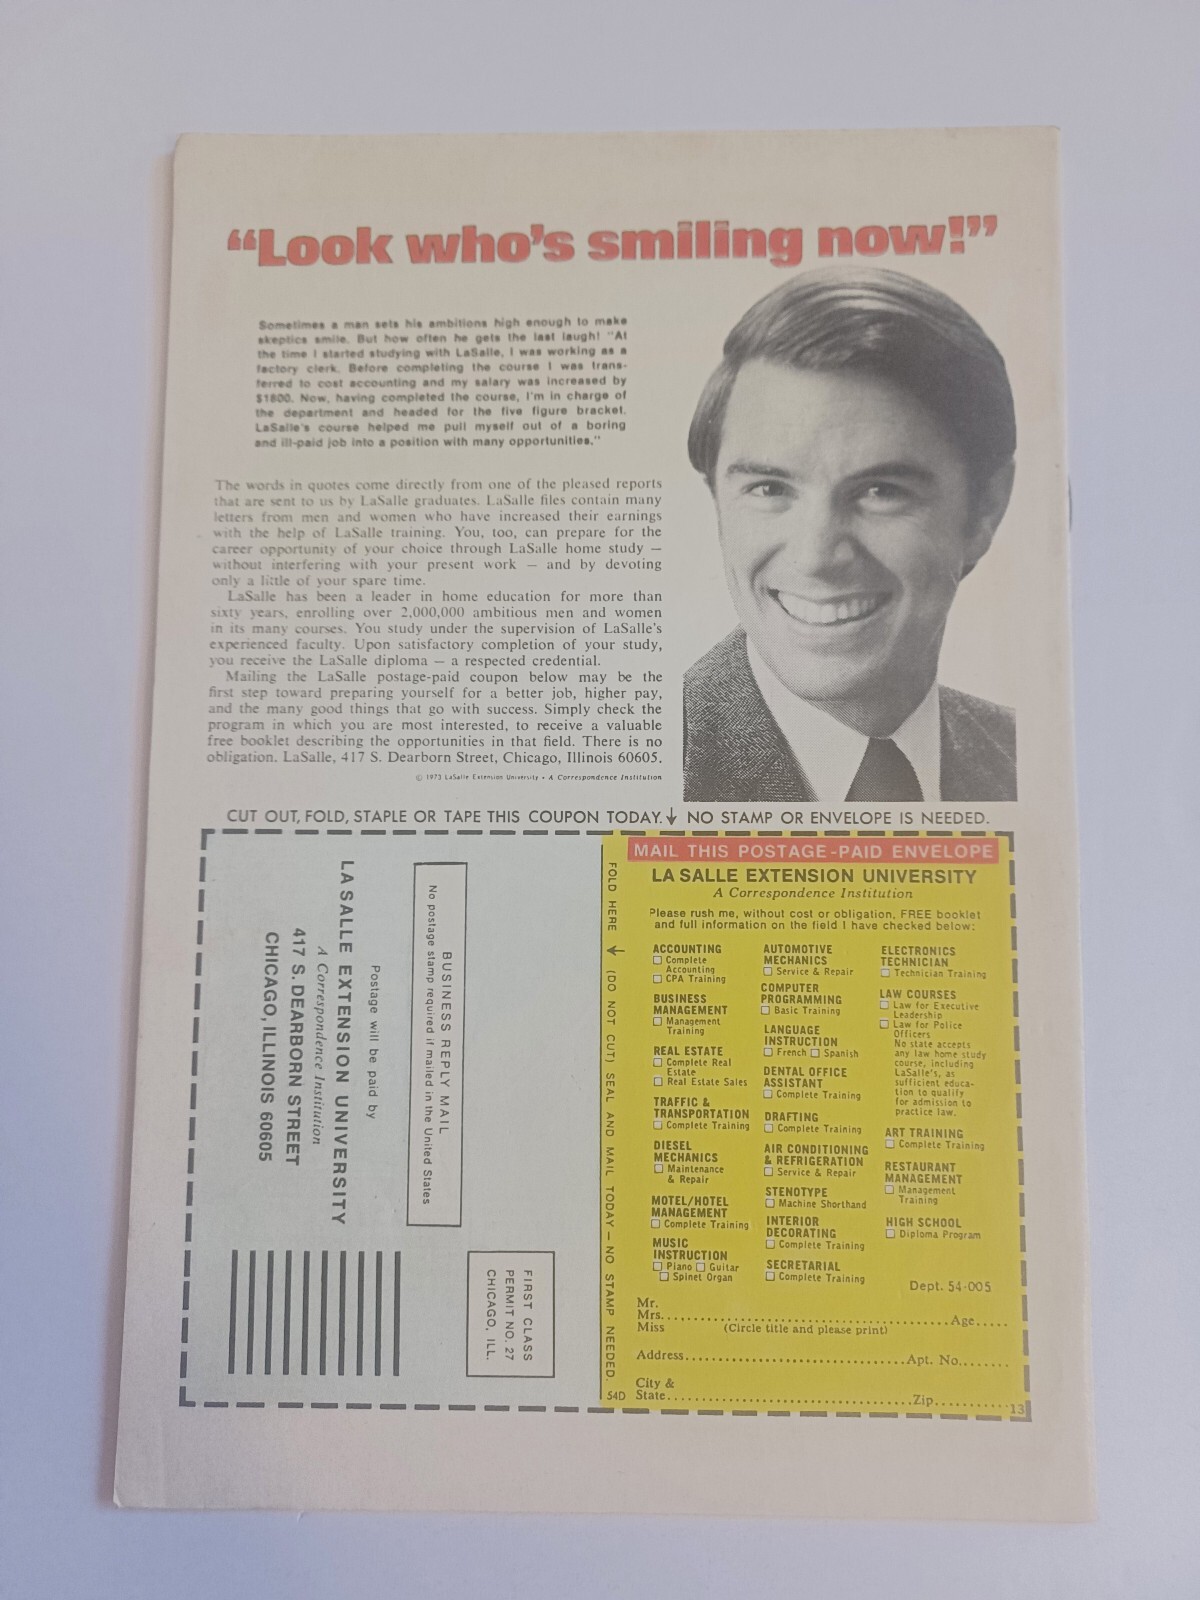 “Look who’s smiling now!”
Sometimes a man sets his ambitions high enough to make
skeptics smile. But how often he gets the last laugh! "At
the time I started studying with LaSalle, I was working as a
factory clerk. Before completing the course I was trans-
ferred to cost accounting and my salary was increased by
$1800. Now, having completed the course, I'm in charge of
the department and headed for the five figure bracket.
LaSalle's course helped me pull myself out of a boring
and ill-paid job into a position with many opportunities."
The words in quotes come directly from one of the pleased reports
that are sent to us by LaSalle graduates. LaSalle files contain many
letters from men and women who have increased their earnings
with the help of LaSalle training. You, too, can prepare for the
career opportunity of your choice through LaSalle home study —
without interfering with your present work — and by devoting
only a little of your spare time.
LaSalle has been a leader in home education for more than
sixty years, enrolling over 2,000,000 ambitious men and women
in its many courses. You study under the supervision of LaSalle's
experienced faculty. Upon satisfactory completion of your study,
you receive the LaSalle diploma — a respected credential.
Mailing the LaSalle postage-paid coupon below may be the
first step toward preparing yourself for a better job, higher pay,
and the many good things that go with success. Simply check the
program in which you are most interested, to receive a valuable
free booklet describing the opportunities in that field. There is no
obligation. LaSalle, 417 S. Dearborn Street, Chicago, Illinois 60605.
© 1973 LaSalle Extension University • A Correspondence Institution
CUT OUT, FOLD, STAPLE OR TAPE THIS COUPON TODAY. ↓ NO STAMP OR ENVELOPE IS NEEDED.
FIRST CLASS
PERMIT NO. 27
CHICAGO, ILL.
BUSINESS REPLY MAIL
No postage stamp required if mailed in the United States
Postage will be paid by
LA SALLE EXTENSION UNIVERSITY
A Correspondence Institution
417 S. DEARBORN STREET
CHICAGO, ILLINOIS 60605
FOLD HERE → (DO NOT CUT) SEAL AND MAIL TODAY — NO STAMP NEEDED.
54D
MAIL THIS POSTAGE-PAID ENVELOPE
LA SALLE EXTENSION UNIVERSITY
A Correspondence Institution
Please rush me, without cost or obligation, FREE booklet
and full information on the field I have checked below:
ACCOUNTING
☐ Complete
Accounting
☐ CPA Training
BUSINESS
MANAGEMENT
☐ Management
Training
REAL ESTATE
☐ Complete Real
Estate
☐ Real Estate Sales
TRAFFIC &
TRANSPORTATION
☐ Complete Training
DIESEL
MECHANICS
☐ Maintenance
& Repair
MOTEL/HOTEL
MANAGEMENT
☐ Complete Training
MUSIC
INSTRUCTION
☐ Piano ☐ Guitar
☐ Spinet Organ
AUTOMOTIVE
MECHANICS
☐ Service & Repair
COMPUTER
PROGRAMMING
☐ Basic Training
LANGUAGE
INSTRUCTION
☐ French ☐ Spanish
DENTAL OFFICE
ASSISTANT
☐ Complete Training
DRAFTING
☐ Complete Training
AIR CONDITIONING
& REFRIGERATION
☐ Service & Repair
STENOTYPE
☐ Machine Shorthand
INTERIOR
DECORATING
☐ Complete Training
SECRETARIAL
☐ Complete Training
ELECTRONICS
TECHNICIAN
☐ Technician Training
LAW COURSES
☐ Law for Executive
Leadership
☐ Law for Police
Officers
No state accepts
any law home study
course, including
LaSalle's, as
sufficient educa-
tion to qualify
for admission to
practice law.
ART TRAINING
☐ Complete Training
RESTAURANT
MANAGEMENT
☐ Management
Training
HIGH SCHOOL
☐ Diploma Program
Dept. 54-005
Mr.
Mrs. Age
Miss (Circle title and please print)
Address Apt. No.
City &
State Zip
13